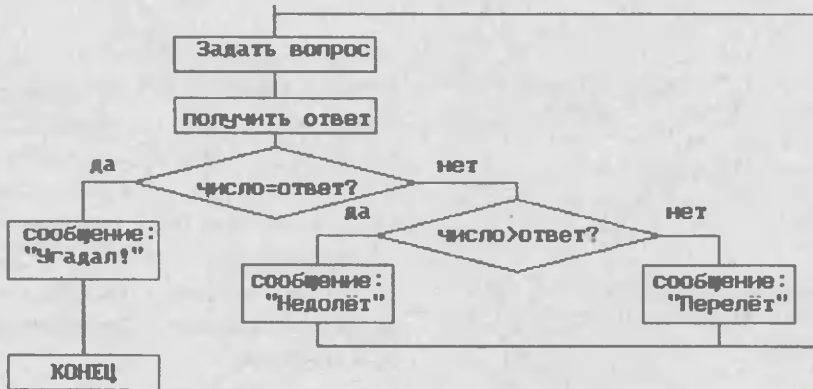 Задать вопрос
получить ответ
да
нет
число=ответ?
да
нет
сообщение:
"Угадал!"
число>ответ?
сообщение:
"Недолёт"
сообщение:
"Перелёт"
КОНЕЦ